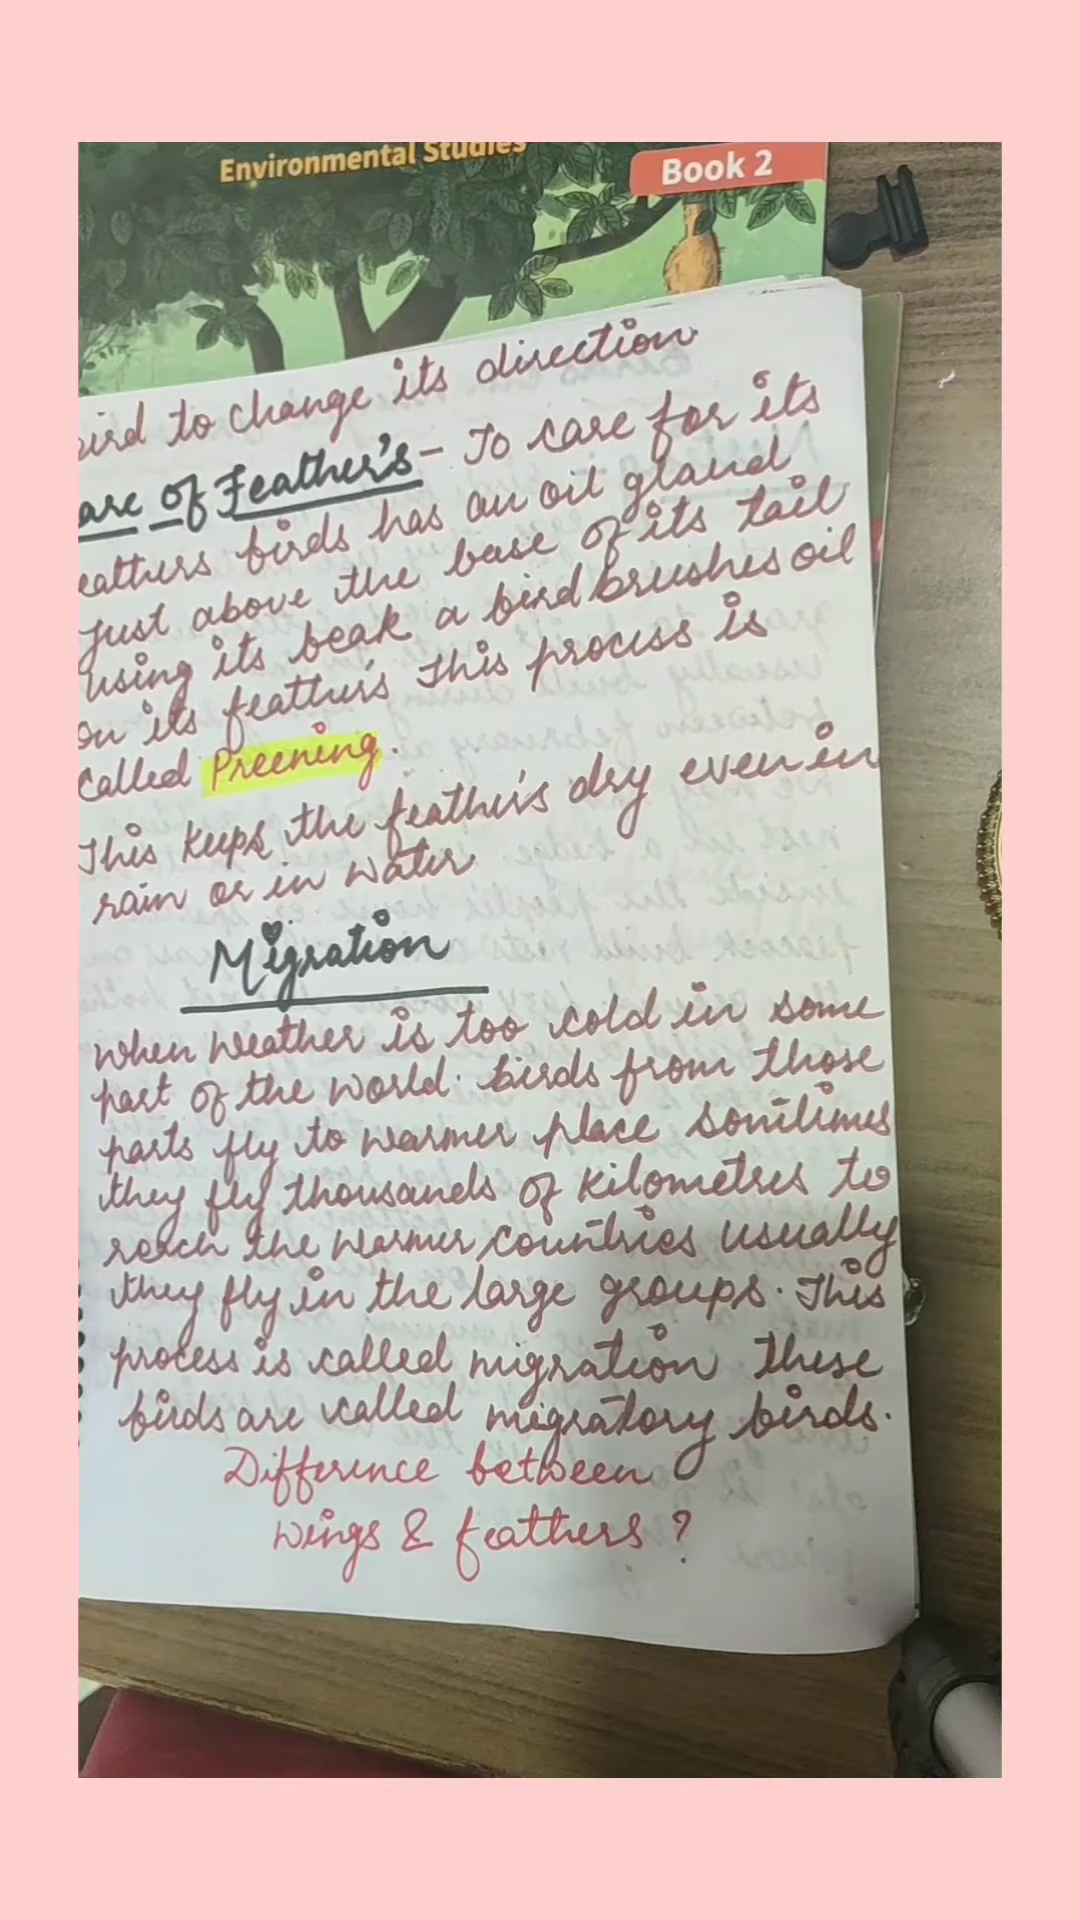 Environmental Studies
Book 2
bird to change its direction
Care of Feather's - To care for its
feathers birds has an oil gland
just above the base of its tail
using its beak a bird brushes oil
on its feather's This process is
called Preening.
This keeps the feather's dry even in
rain or in water
Migration
When weather is too cold in some
part of the world. birds from those
parts fly to warmer place somtimes
they fly thousands of kilometres to
reach the warmer countries usually
they fly in the large groups. This
process is called migration these
birds are called migratory birds.
Difference between
wings & feathers ?